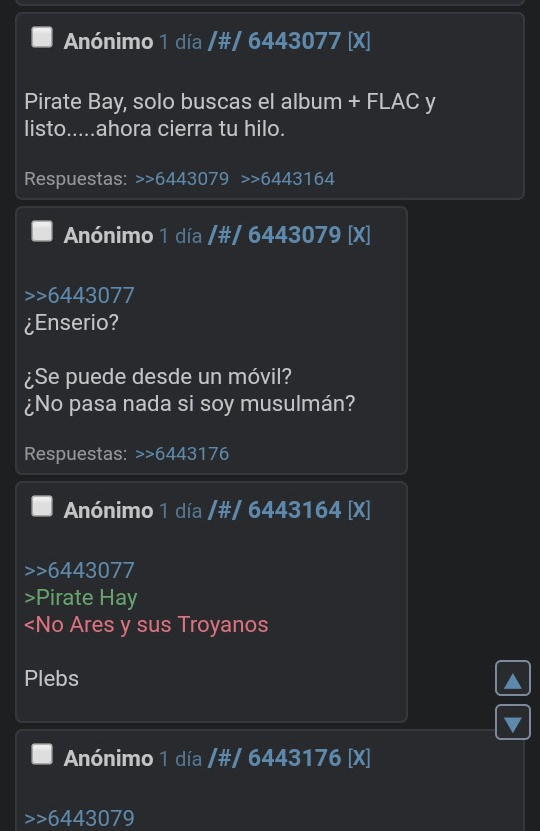 Anónimo 1 día /#/ 6443077 [X]
Pirate Bay, solo buscas el album + FLAC y
listo.....ahora cierra tu hilo.
Respuestas: >>6443079 >>6443164
Anónimo 1 día /#/ 6443079 [X]
>>6443077
¿Enserio?
¿Se puede desde un móvil?
¿No pasa nada si soy musulmán?
Respuestas: >>6443176
Anónimo 1 día /#/ 6443164 [X]
>>6443077
>Pirate Hay
<No Ares y sus Troyanos
Plebs
▲
▼
Anónimo 1 día /#/ 6443176 [X]
>>6443079